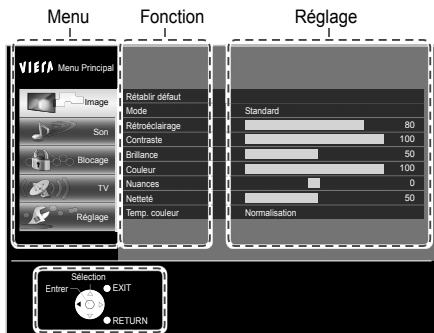 Menu Fonction Réglage
VIERA Menu Principal
Image
Son
Blocage
TV
Réglage
Rétablir défaut
Mode Standard
Rétroéclairage 80
Contraste 100
Brillance 50
Couleur 100
Nuances 0
Netteté 50
Temp. couleur Normalisation
Sélection
Entrer EXIT
RETURN